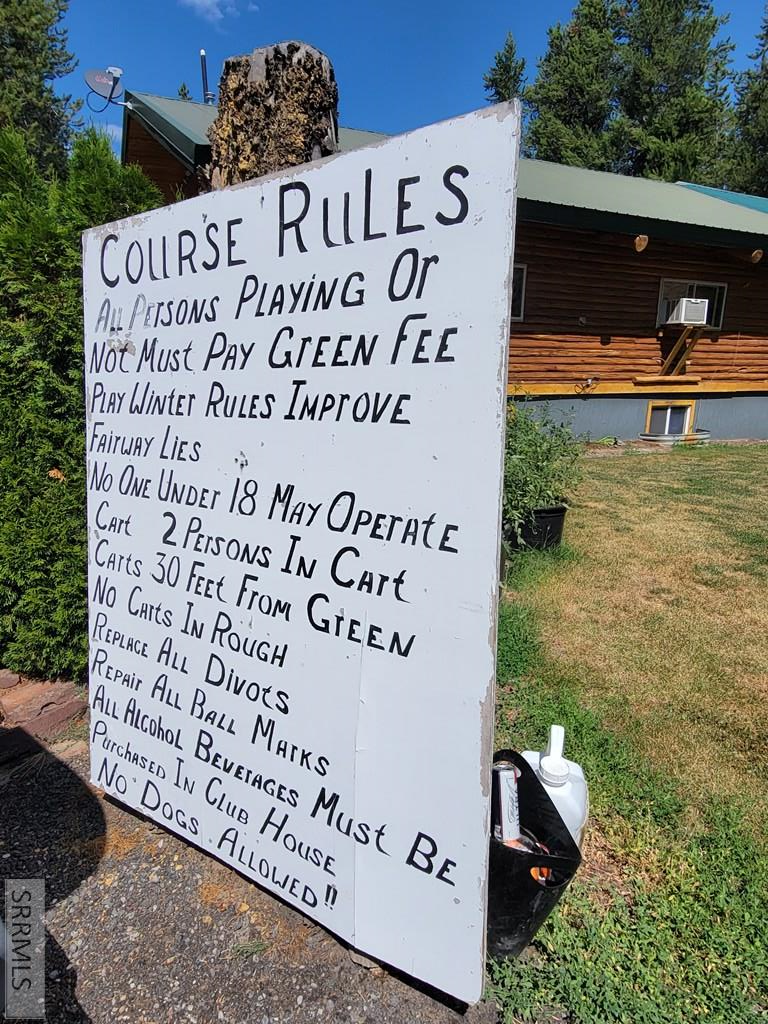 COURSE RULES
ALL PERSONS PLAYING OR
NOT MUST PAY GREEN FEE
PLAY WINTER RULES IMPROVE
FAIRWAY LIES
NO ONE UNDER 18 MAY OPERATE
CART 2 PERSONS IN CART
CARTS 30 FEET FROM GREEN
NO CARTS IN ROUGH
REPLACE ALL DIVOTS
REPAIR ALL BALL MARKS
ALL ALCOHOL BEVERAGES MUST BE
PURCHASED IN CLUB HOUSE
NO DOGS ALLOWED!!
SRRMLS